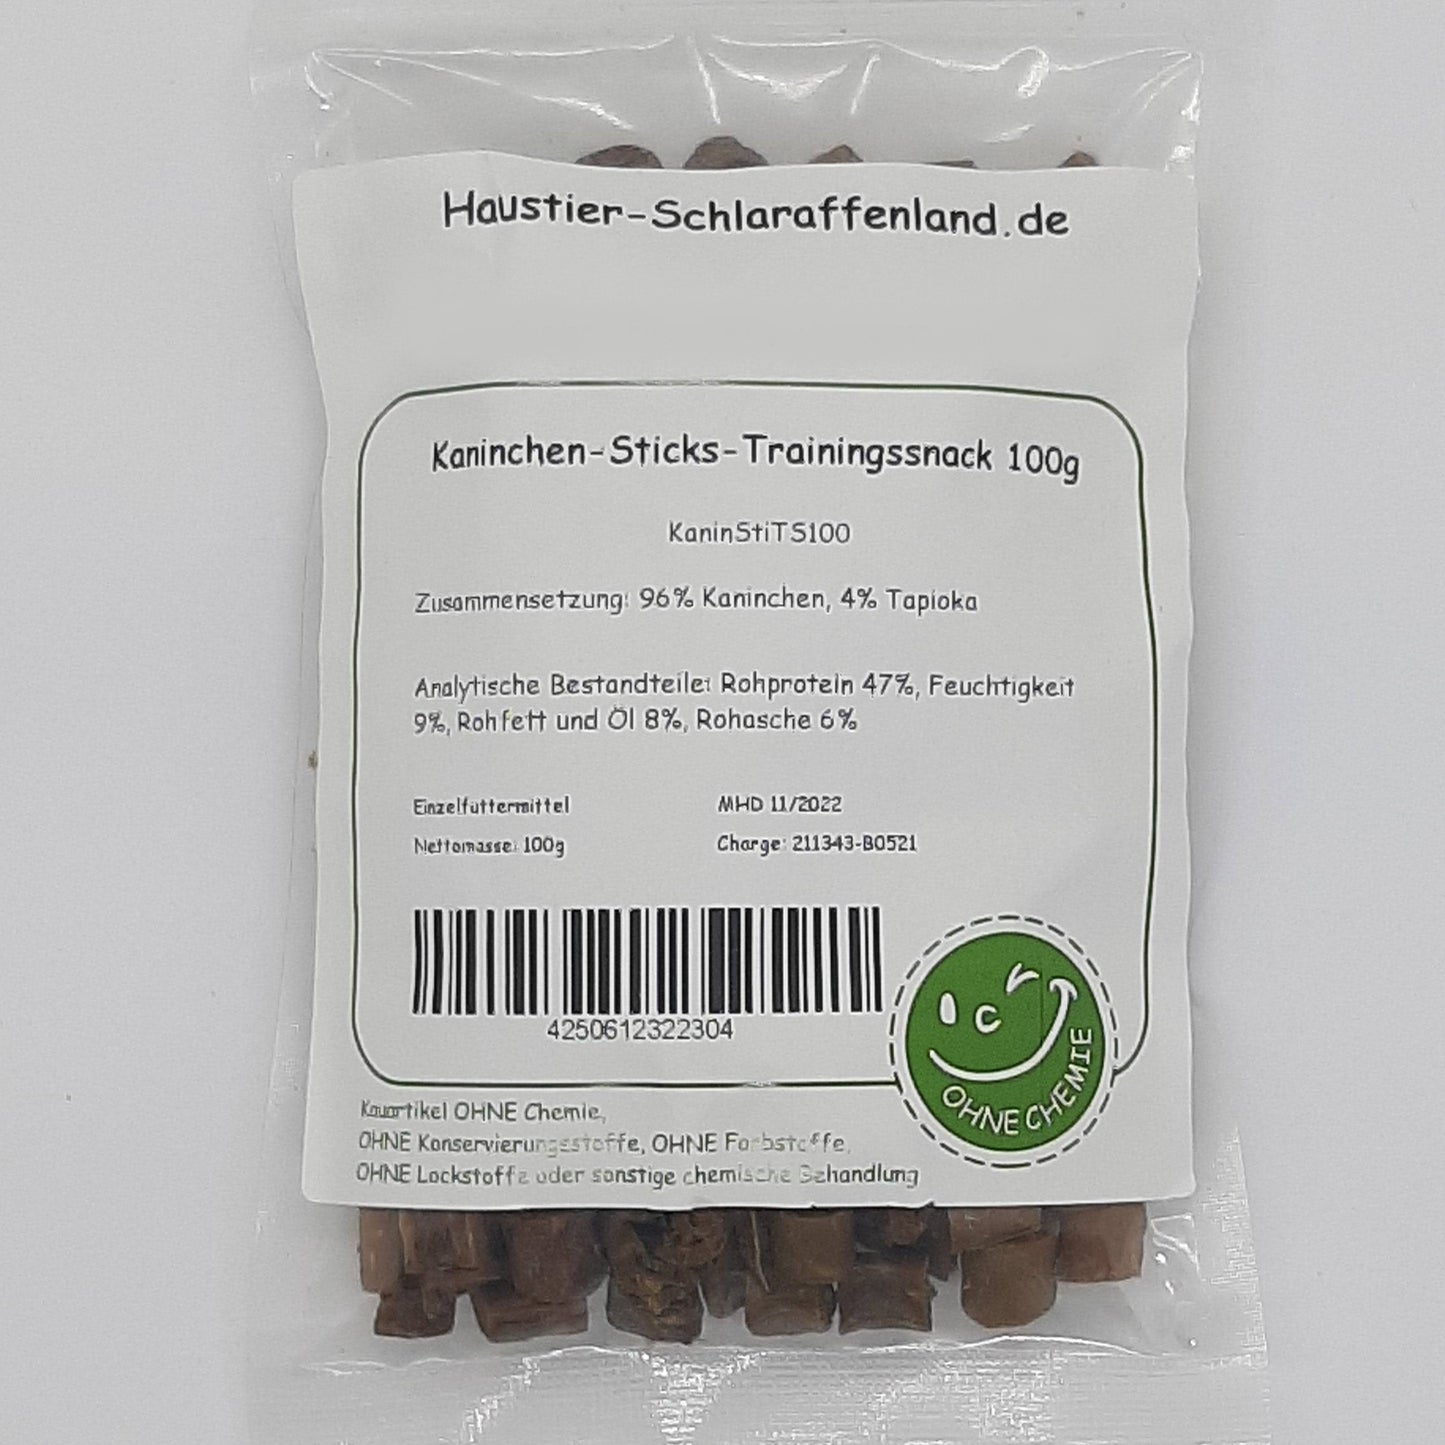 Haustier-Schlaraffenland.de
Kaninchen-Sticks-Trainingssnack 100g
KaninStiTS100
Zusammensetzung: 96% Kaninchen, 4% Tapioka
Analytische Bestandteile: Rohprotein 47%, Feuchtigkeit
9%, Rohfett und Öl 8%, Rohasche 6%
Einzelfuttermittel
MHD 11/2022
Nettomasse: 100g
Charge: 211343-B0521
4250612322304
OHNE CHEMIE
Kauartikel OHNE Chemie,
OHNE Konservierungsstoffe, OHNE Farbstoffe,
OHNE Lockstoffe oder sonstige chemische Behandlung